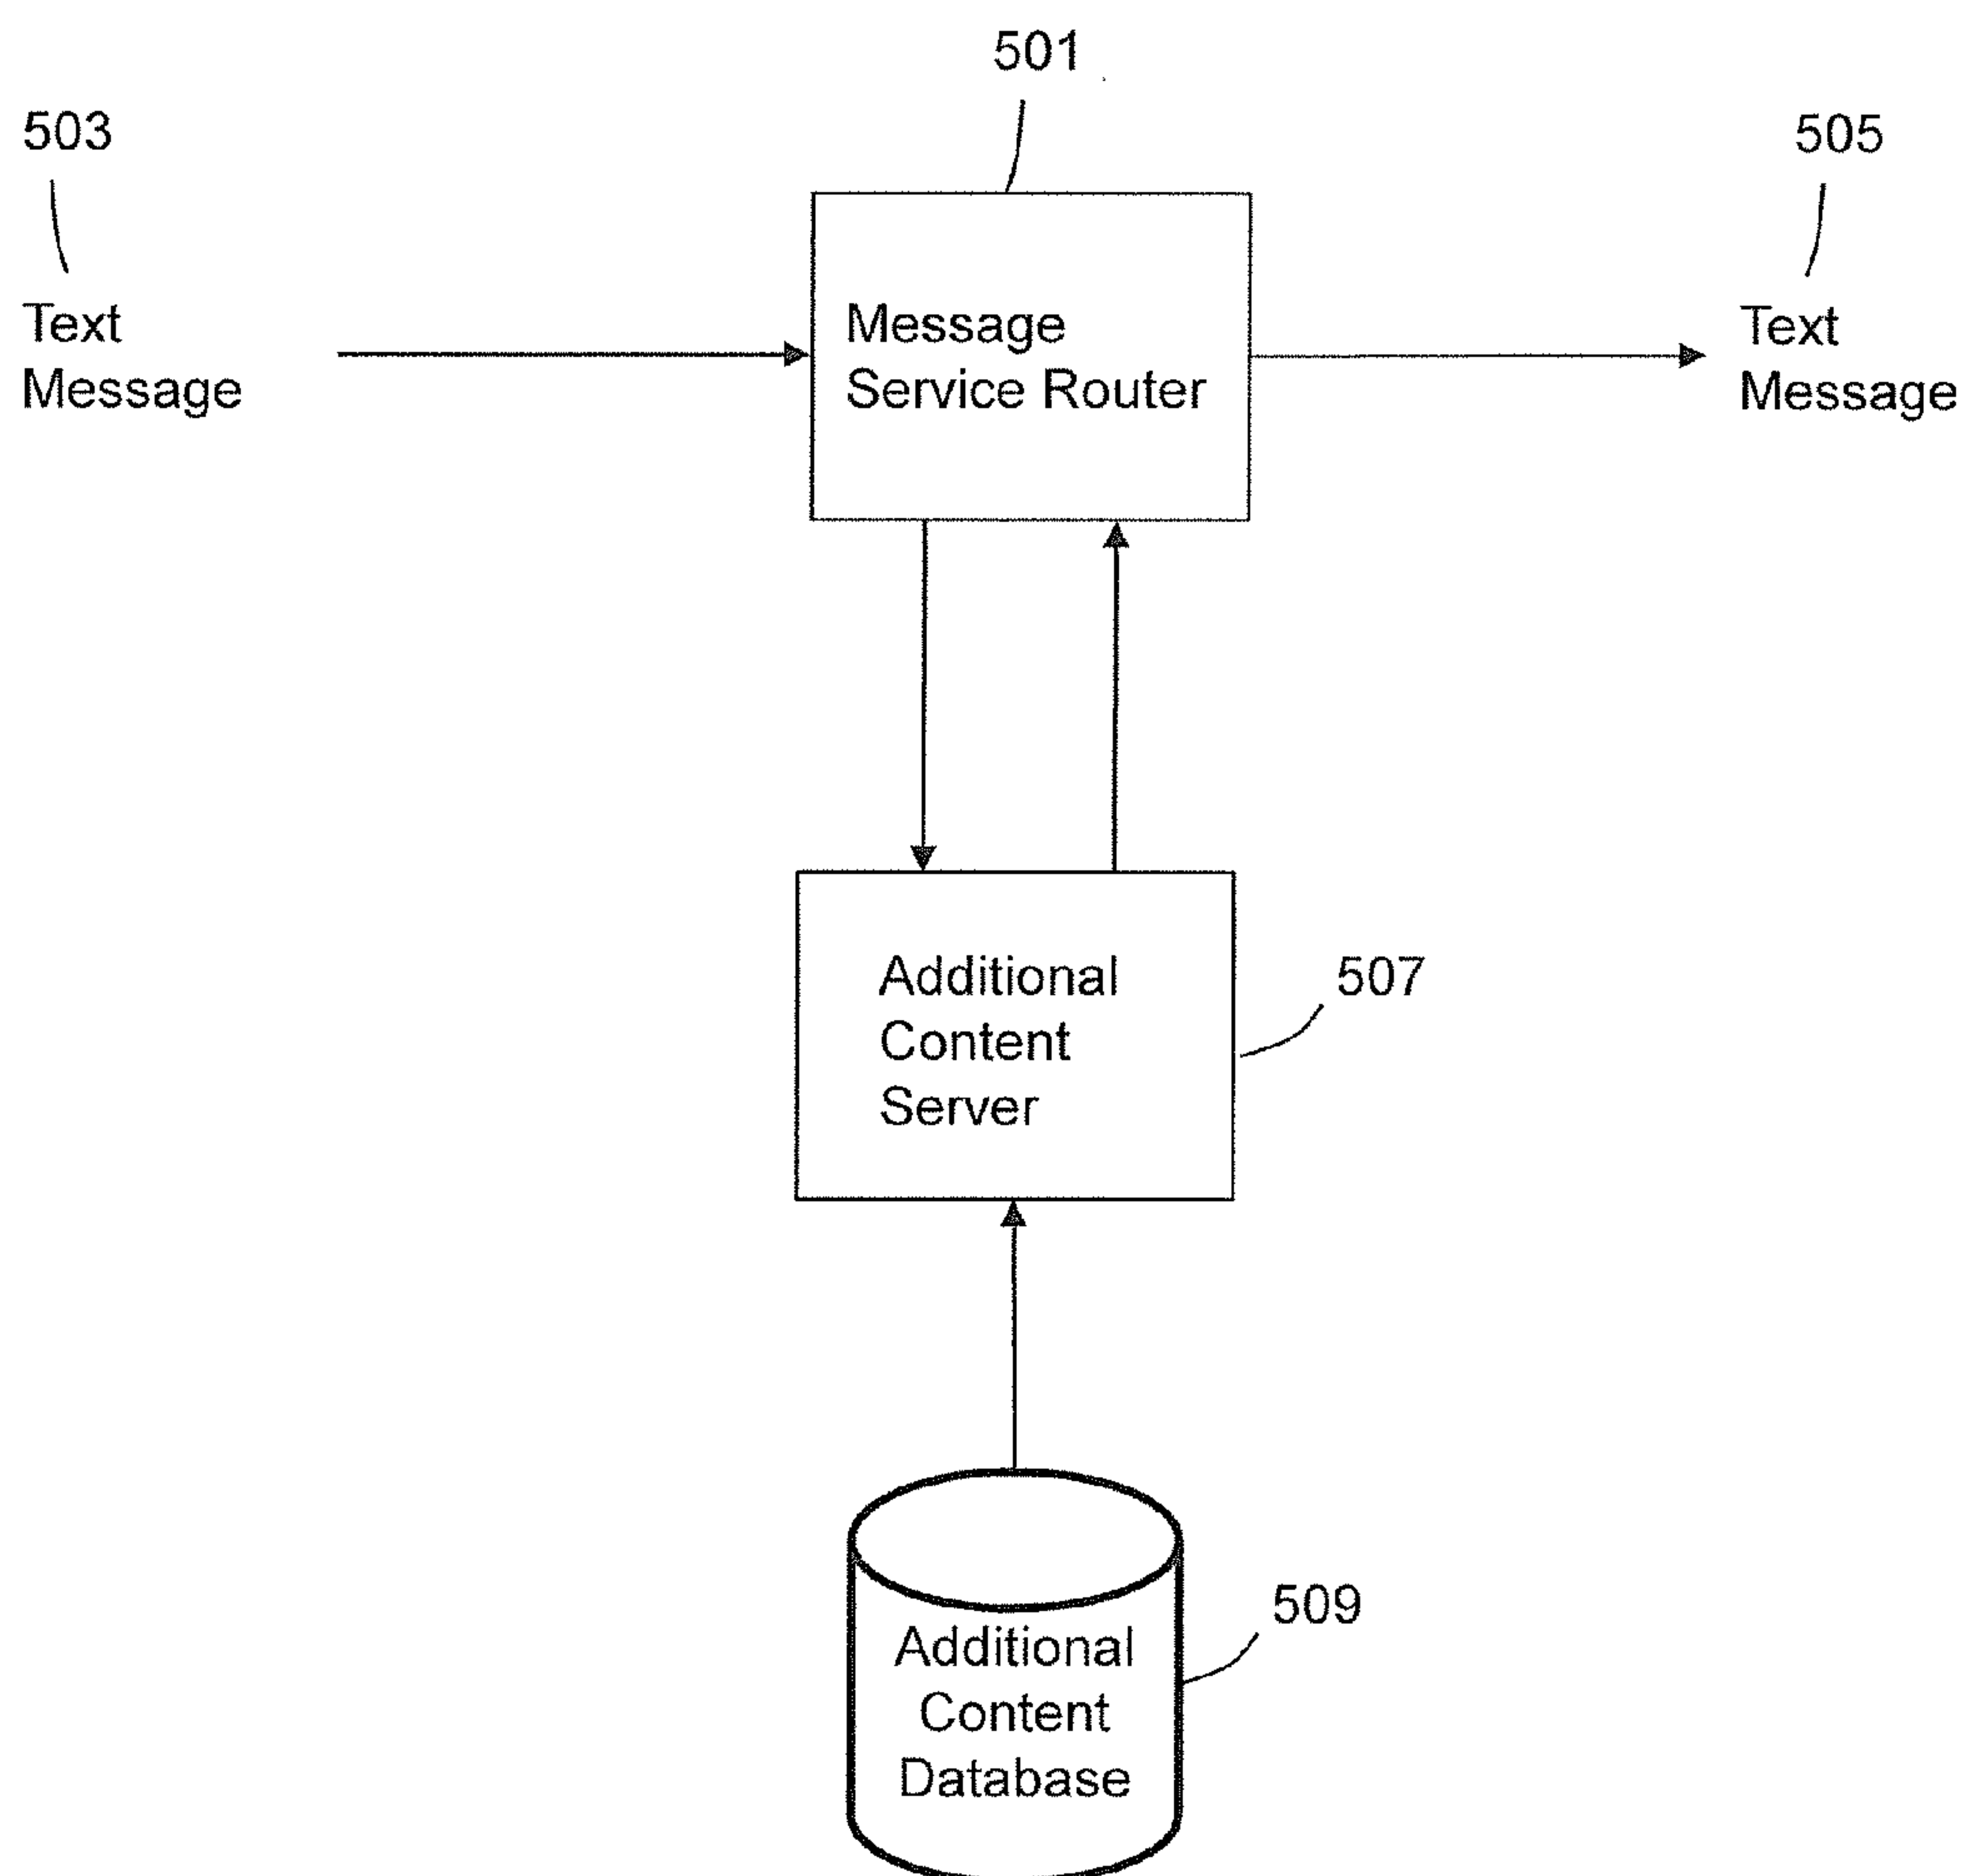 501
503
505
Text
Message
Message
Service Router
Text
Message
Additional
Content
Server
507
509
Additional
Content
Database